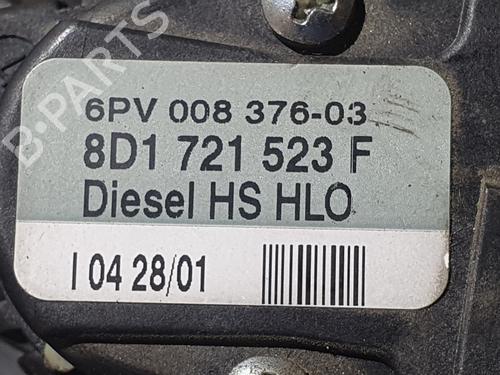 B-PARTS
6PV 008 376-03
8D1 721 523 F
Diesel HS HLO
I 04 28/01